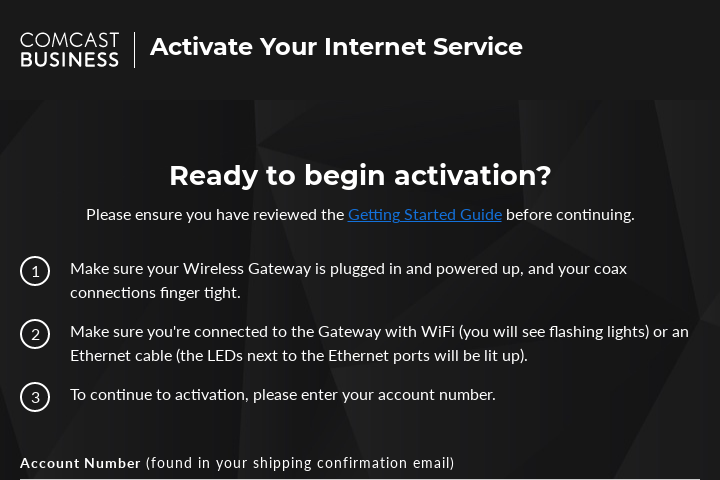 COMCAST
BUSINESS
Activate Your Internet Service
Ready to begin activation?
Please ensure you have reviewed the Getting Started Guide before continuing.
1 Make sure your Wireless Gateway is plugged in and powered up, and your coax
connections finger tight.
2 Make sure you're connected to the Gateway with WiFi (you will see flashing lights) or an
Ethernet cable (the LEDs next to the Ethernet ports will be lit up).
3 To continue to activation, please enter your account number.
Account Number (found in your shipping confirmation email)